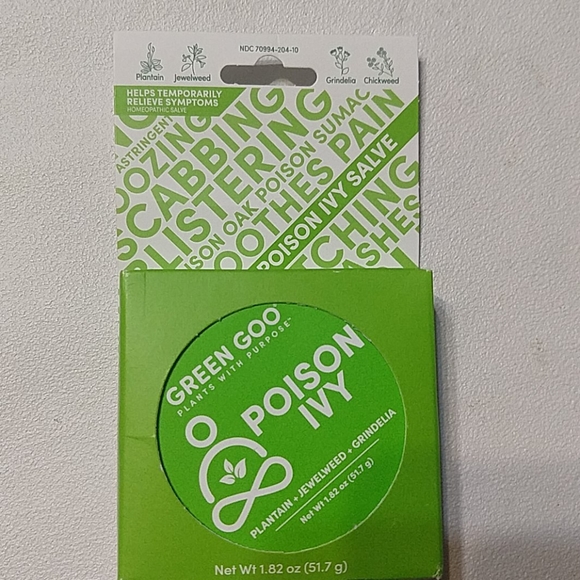 NDC 70994-204-10
Plantain
Jewelweed
Grindelia
Chickweed
HELPS TEMPORARILY
RELIEVE SYMPTOMS
HOMEOPATHIC SALVE
ASTRINGENT
OOZING
SCABBING
BLISTERING
POISON OAK POISON SUMAC
SOOTHES PAIN
POISON IVY SALVE
ITCHING
RASHES
GREEN GOO
PLANTS WITH PURPOSE™
POISON
IVY
PLANTAIN + JEWELWEED + GRINDELIA
Net Wt 1.82 oz (51.7 g)
Net Wt 1.82 oz (51.7 g)